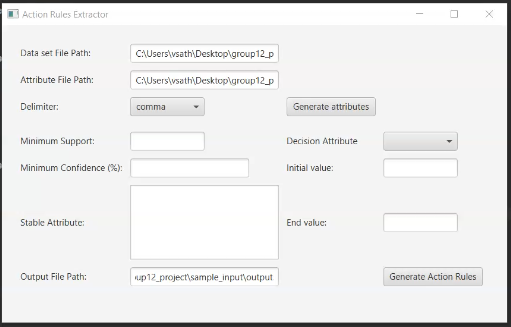 Action Rules Extractor
Data set File Path: C:\Users\vsath\Desktop\group12_p
Attribute File Path: C:\Users\vsath\Desktop\group12_p
Delimiter: comma Generate attributes
Minimum Support: Decision Attribute
Minimum Confidence (%): Initial value:
Stable Attribute: End value:
Output File Path: up12_project\sample_input\output Generate Action Rules